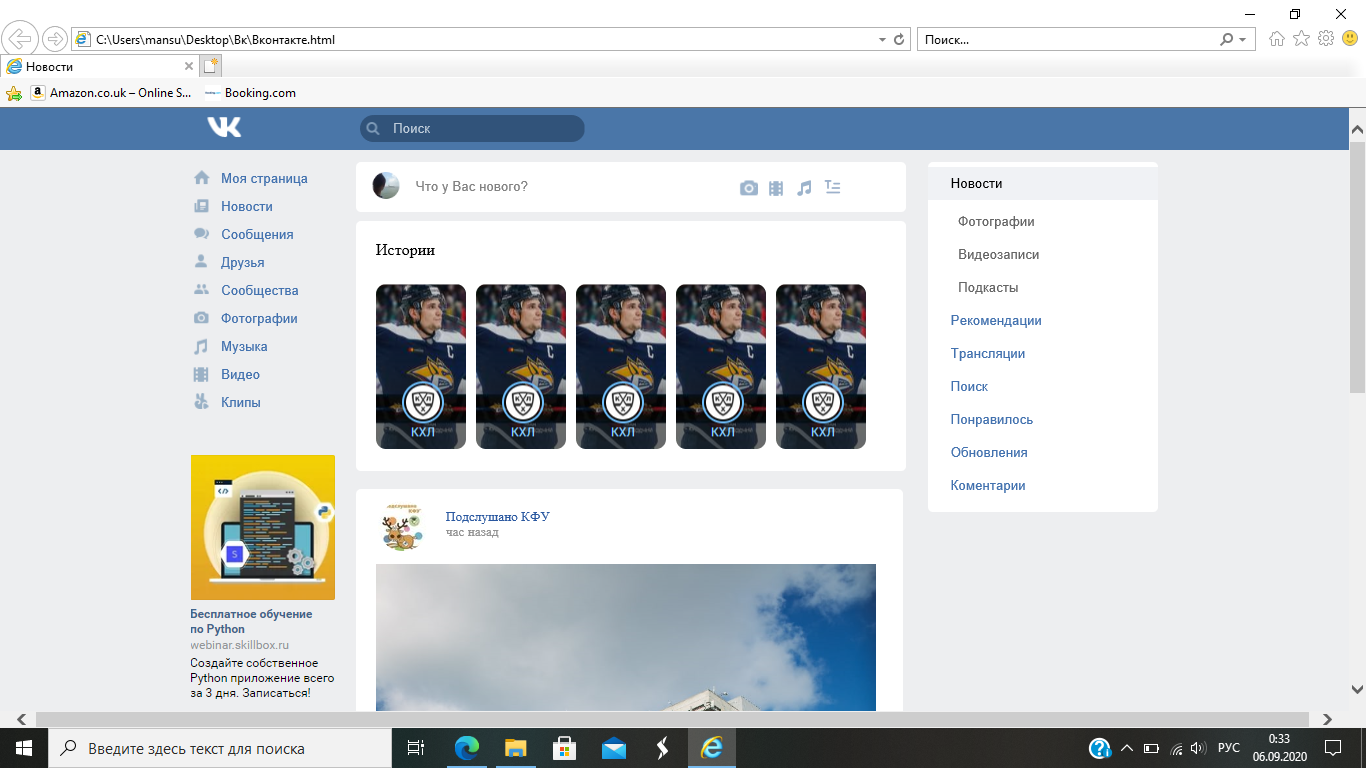 C:\Users\mansu\Desktop\Вк\Вконтакте.html
Поиск...
Новости
Amazon.co.uk – Online S...
Booking.com
Поиск
Моя страница
Новости
Сообщения
Друзья
Сообщества
Фотографии
Музыка
Видео
Клипы
Бесплатное обучение
по Python
webinar.skillbox.ru
Создайте собственное
Python приложение всего
за 3 дня. Записаться!
Что у Вас нового?
Истории
C
C
C
C
C
КХЛ
КХЛ
КХЛ
КХЛ
КХЛ
Подслушано КФУ
час назад
Новости
Фотографии
Видеозаписи
Подкасты
Рекомендации
Трансляции
Поиск
Понравилось
Обновления
Коментарии
Введите здесь текст для поиска
РУС
0:33
06.09.2020